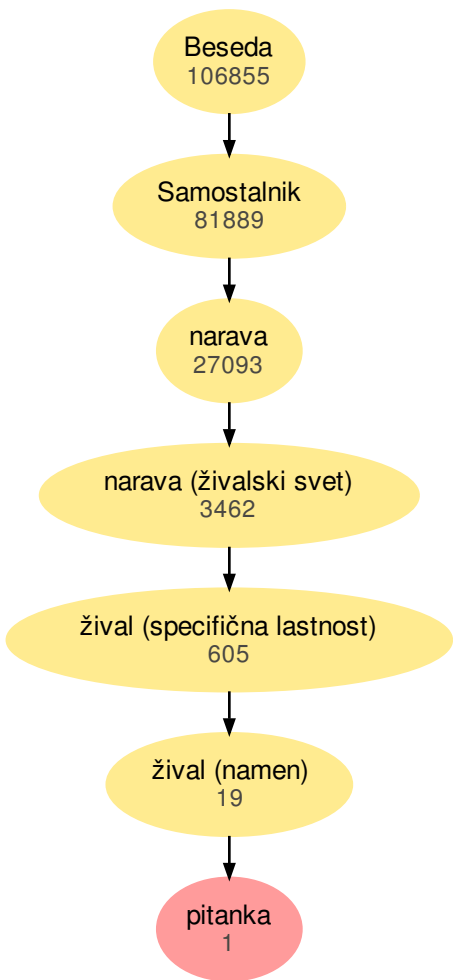 Beseda
106855
Samostalnik
81889
narava
27093
narava (živalski svet)
3462
žival (specifična lastnost)
605
žival (namen)
19
pitanka
1